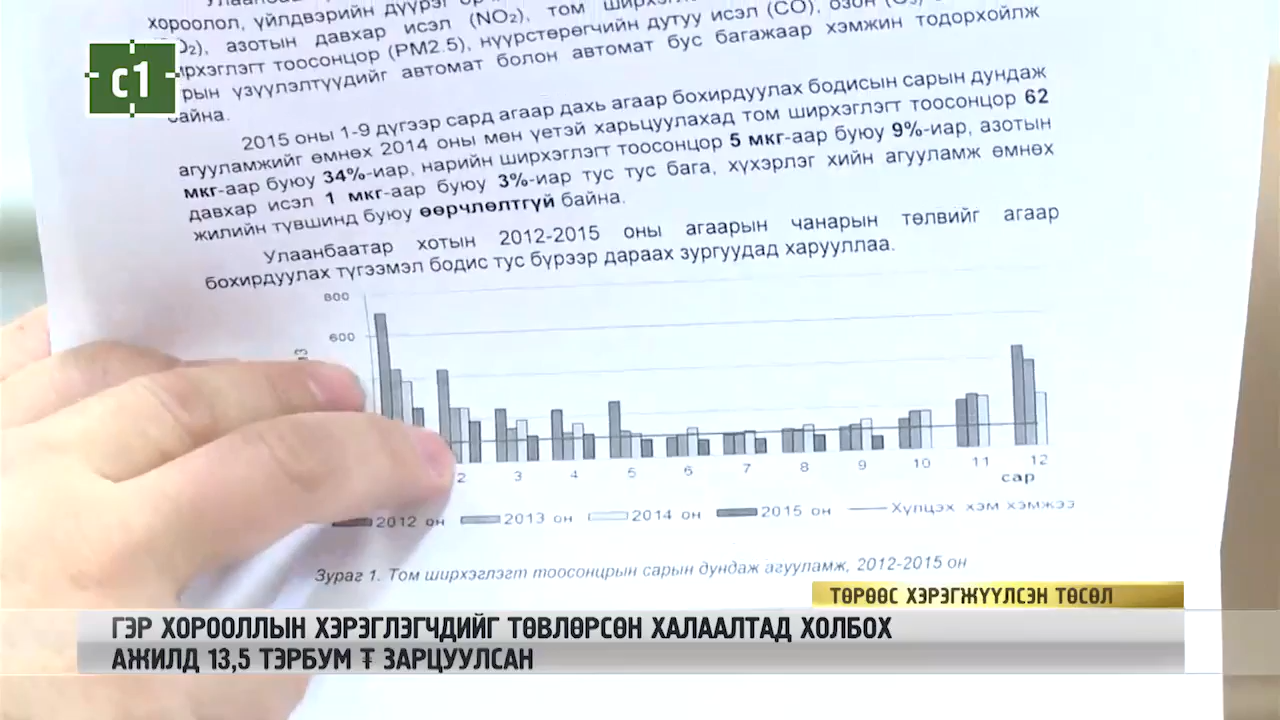 хороолол, үйлдвэрийн дүүрэг
азотын давхар исэл (NO₂), том
тоосонцор (PM2.5), нүүрстөрөгчийн дутуу исэл (CO), озон
үзүүлэлтүүдийг автомат болон автомат бус багажаар хэмжин тодорхойлж
байна.
2015 оны 1-9 дүгээр сард агаар дахь агаар бохирдуулах бодисын сарын дундаж
агууламжийг өмнөх 2014 оны мөн үетэй харьцуулахад том ширхэглэгт тоосонцор 62
мкг-аар буюу 34%-иар, нарийн ширхэглэгт тоосонцор 5 мкг-аар буюу 9%-иар, азотын
давхар исэл 1 мкг-аар буюу 3%-иар тус тус бага, хүхэрлэг хийн агууламж өмнөх
жилийн түвшинд буюу өөрчлөлтгүй байна.
Улаанбаатар хотын 2012-2015 оны агаарын чанарын төлвийг агаар
бохирдуулах түгээмэл бодис тус бүрээр дараах зургуудад харууллаа.
800
600
2 3 4 5 6 7 8 9 10 11 12
сар
2012 он 2013 он 2014 он 2015 он Хүлцэх хэм хэмжээ
Зураг 1. Том ширхэглэгт тоосонцрын сарын дундаж агууламж, 2012-2015 он
c1
ТӨРӨӨС ХЭРЭГЖҮҮЛСЭН ТӨСӨЛ
ГЭР ХОРООЛЛЫН ХЭРЭГЛЭГЧДИЙГ ТӨВЛӨРСӨН ХАЛААЛТАД ХОЛБОХ
АЖИЛД 13,5 ТЭРБУМ ₮ ЗАРЦУУЛСАН